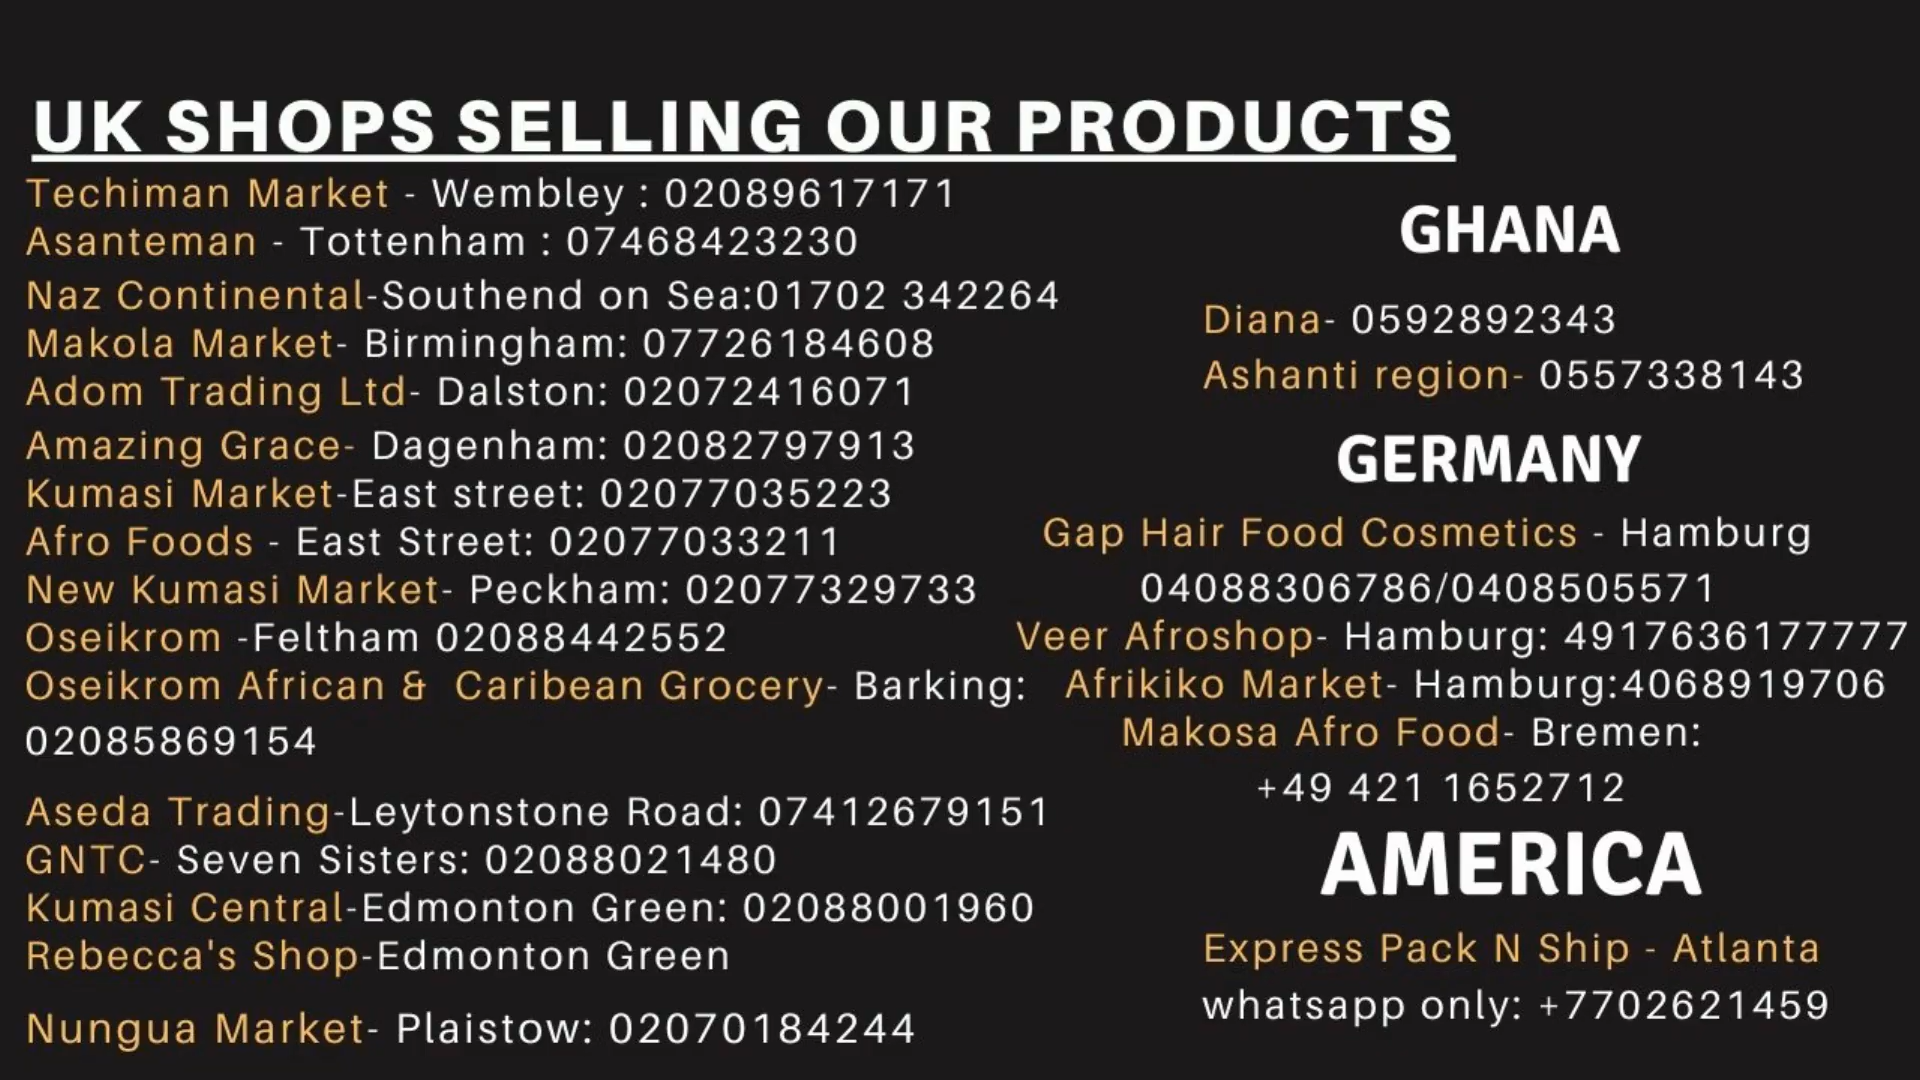 UK SHOPS SELLING OUR PRODUCTS
Techiman Market - Wembley : 02089617171
Asanteman - Tottenham : 07468423230
Naz Continental-Southend on Sea:01702 342264
Makola Market- Birmingham: 07726184608
Adom Trading Ltd- Dalston: 02072416071
Amazing Grace- Dagenham: 02082797913
Kumasi Market-East street: 02077035223
Afro Foods - East Street: 02077033211
New Kumasi Market- Peckham: 02077329733
Oseikrom -Feltham 02088442552
Oseikrom African & Caribean Grocery- Barking:
02085869154
Aseda Trading-Leytonstone Road: 07412679151
GNTC- Seven Sisters: 02088021480
Kumasi Central-Edmonton Green: 02088001960
Rebecca's Shop-Edmonton Green
Nungua Market- Plaistow: 02070184244
GHANA
Diana- 0592892343
Ashanti region- 0557338143
GERMANY
Gap Hair Food Cosmetics - Hamburg
04088306786/0408505571
Veer Afroshop- Hamburg: 4917636177777
Afrikiko Market- Hamburg:4068919706
Makosa Afro Food- Bremen:
+49 421 1652712
AMERICA
Express Pack N Ship - Atlanta
whatsapp only: +7702621459